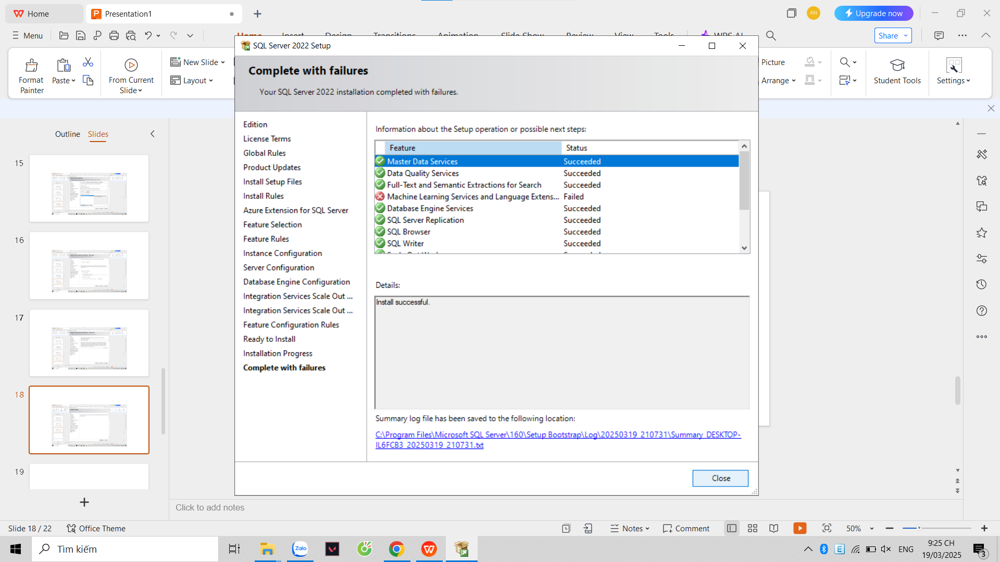 Home
Presentation1
AN
Upgrade now
Menu
Share
Format Painter
Paste
From Current Slide
New Slide
Layout
Picture
Arrange
Student Tools
Settings
SQL Server 2022 Setup
Complete with failures
Your SQL Server 2022 installation completed with failures.
Edition
License Terms
Global Rules
Product Updates
Install Setup Files
Install Rules
Azure Extension for SQL Server
Feature Selection
Feature Rules
Instance Configuration
Server Configuration
Database Engine Configuration
Integration Services Scale Out ...
Integration Services Scale Out ...
Feature Configuration Rules
Ready to Install
Installation Progress
Complete with failures
Information about the Setup operation or possible next steps:
Feature Status
Master Data Services Succeeded
Data Quality Services Succeeded
Full-Text and Semantic Extractions for Search Succeeded
Machine Learning Services and Language Extens... Failed
Database Engine Services Succeeded
SQL Server Replication Succeeded
SQL Browser Succeeded
SQL Writer Succeeded
Details:
Install successful.
Summary log file has been saved to the following location:
C:\Program Files\Microsoft SQL Server\160\Setup Bootstrap\Log\20250319_210731\Summary_DESKTOP-
IL6FCB3_20250319_210731.txt
Close
Outline Slides
15
16
17
18
19
Click to add notes
Slide 18 / 22
Office Theme
Notes
Comment
50%
Tìm kiếm
Zalo
ENG
9:25 CH
19/03/2025
3